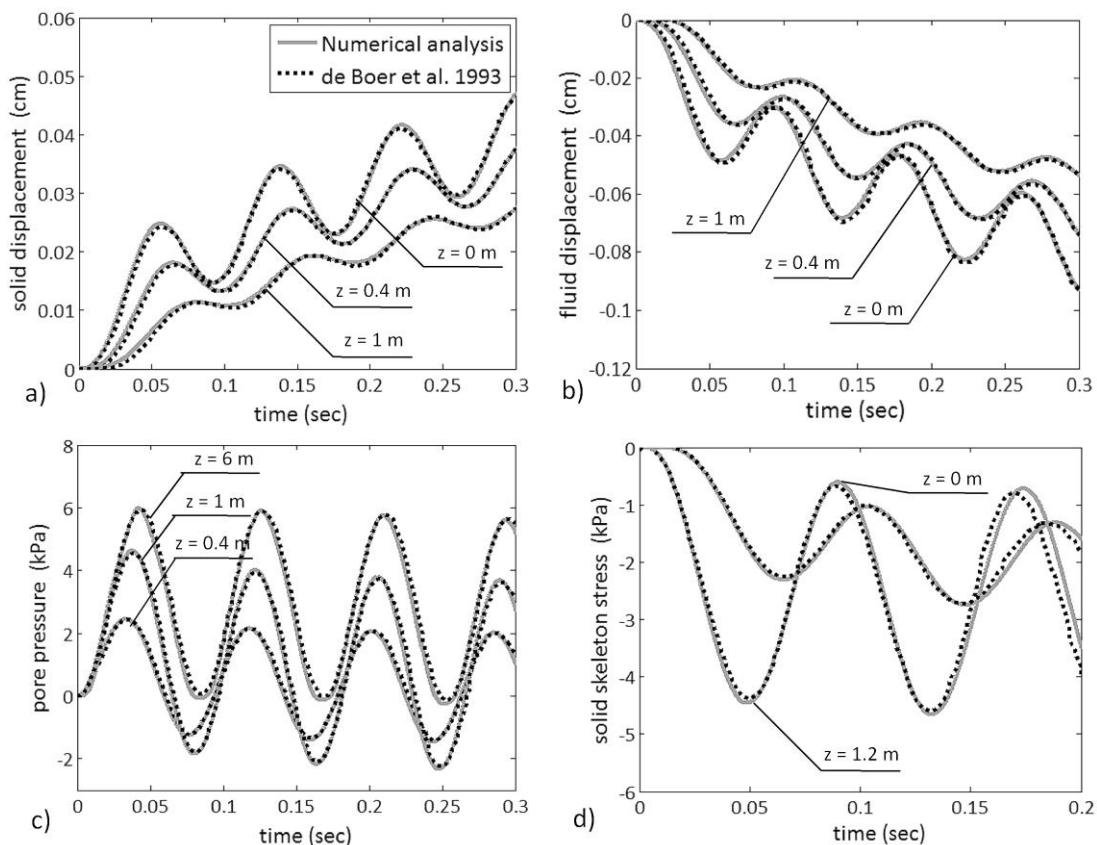 0.06
0.05
0.04
0.03
0.02
0.01
0
solid displacement (cm)
Numerical analysis
de Boer et al. 1993
z = 0 m
z = 0.4 m
z = 1 m
0 0.05 0.1 0.15 0.2 0.25 0.3
time (sec)
a)
0
-0.02
-0.04
-0.06
-0.08
-0.1
-0.12
fluid displacement (cm)
z = 1 m
z = 0.4 m
z = 0 m
0 0.05 0.1 0.15 0.2 0.25 0.3
time (sec)
b)
8
6
4
2
0
-2
pore pressure (kPa)
z = 6 m
z = 1 m
z = 0.4 m
0 0.05 0.1 0.15 0.2 0.25 0.3
time (sec)
c)
0
-1
-2
-3
-4
-5
-6
solid skeleton stress (kPa)
z = 0 m
z = 1.2 m
0 0.05 0.1 0.15 0.2
time (sec)
d)